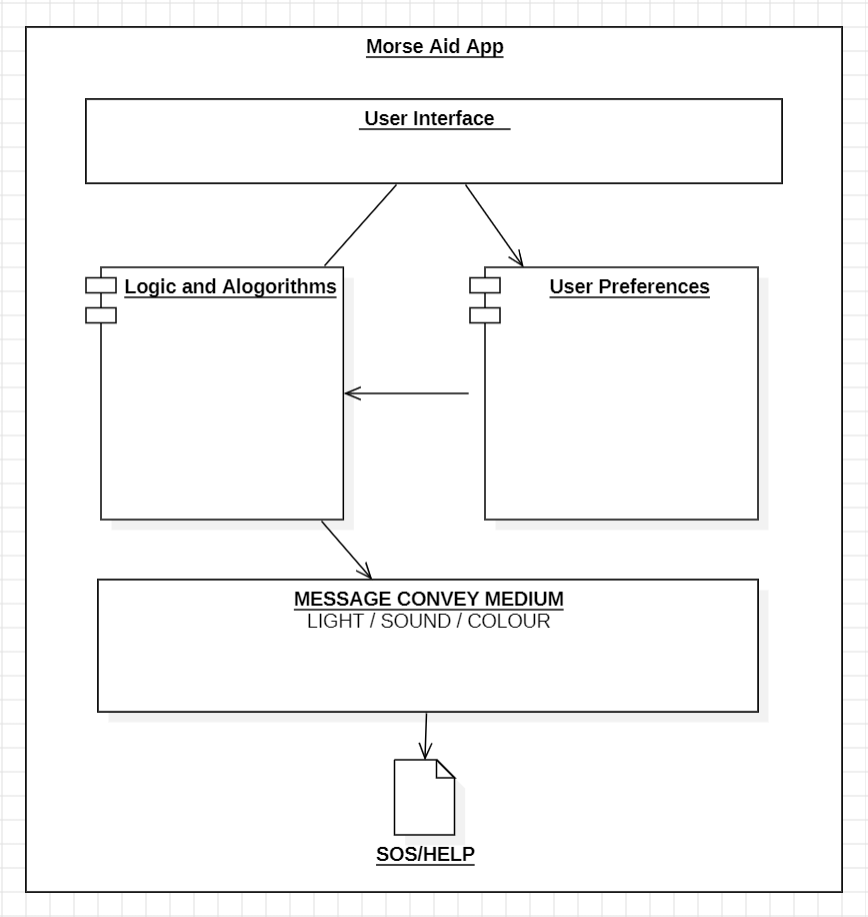 Morse Aid App
User Interface
Logic and Alogorithms
User Preferences
MESSAGE CONVEY MEDIUM
LIGHT / SOUND / COLOUR
SOS/HELP